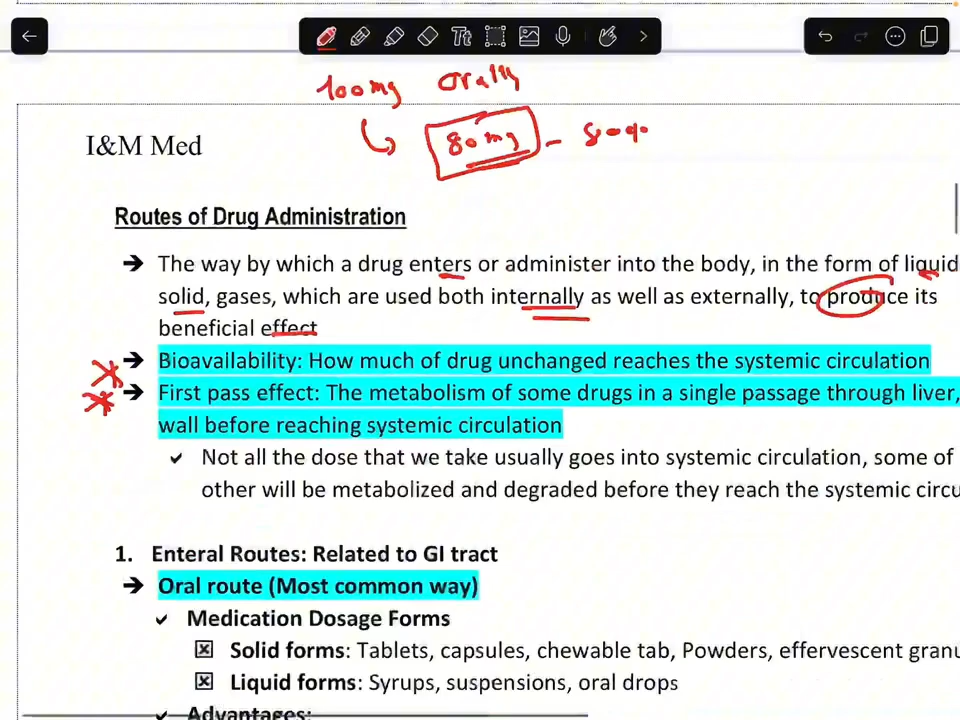 Tt
100mg orally
80mg - 80%
I&M Med
Routes of Drug Administration
→ The way by which a drug enters or administer into the body, in the form of liquid
solid, gases, which are used both internally as well as externally, to produce its
beneficial effect
→ Bioavailability: How much of drug unchanged reaches the systemic circulation
→ First pass effect: The metabolism of some drugs in a single passage through liver,
wall before reaching systemic circulation
✓ Not all the dose that we take usually goes into systemic circulation, some of
other will be metabolized and degraded before they reach the systemic circu
1. Enteral Routes: Related to GI tract
→ Oral route (Most common way)
✓ Medication Dosage Forms
☒ Solid forms: Tablets, capsules, chewable tab, Powders, effervescent granu
☒ Liquid forms: Syrups, suspensions, oral drops
✓ Advantages: